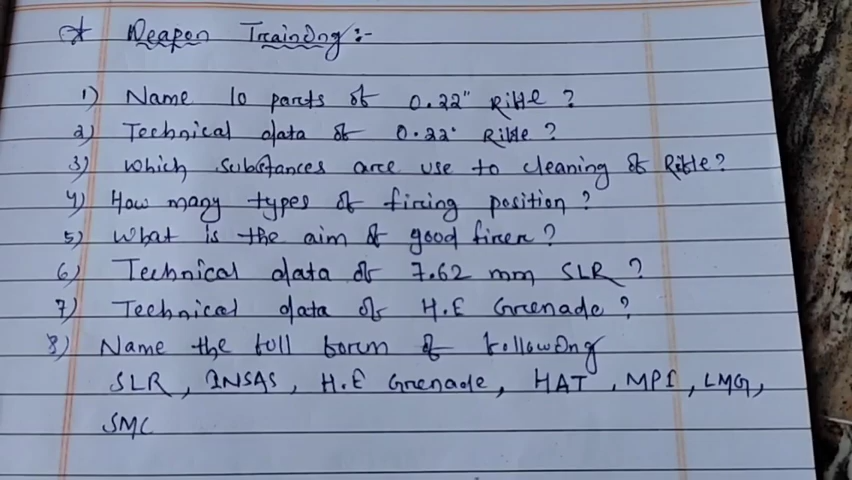 * Weapon Training :-
1) Name 10 parts of 0.22" Rifle ?
2) Technical data of 0.22" Rifle ?
3) Which substances are use to cleaning of Rifle ?
4) How many types of firing position ?
5) What is the aim of good firer ?
6) Technical data of 7.62 mm SLR ?
7) Technical data of H.E Grenade ?
8) Name the full form of following
SLR, INSAS, H.E Grenade, HAT, MPI, LMG,
SMC